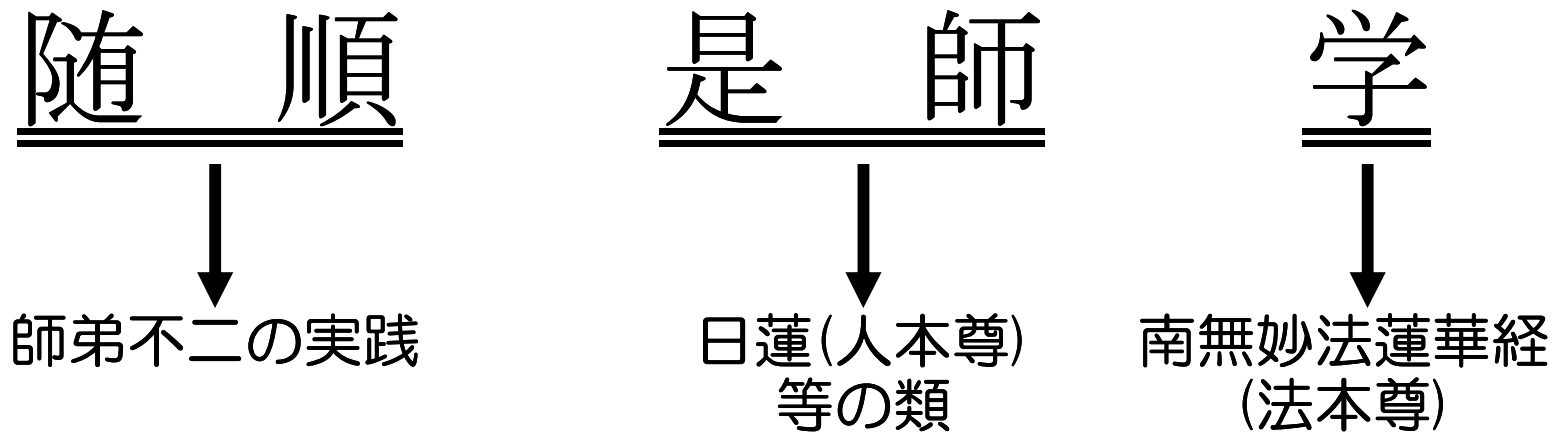 随順 是師 学
師弟不二の実践
日蓮(人本尊)
等の類
南無妙法蓮華経
(法本尊)